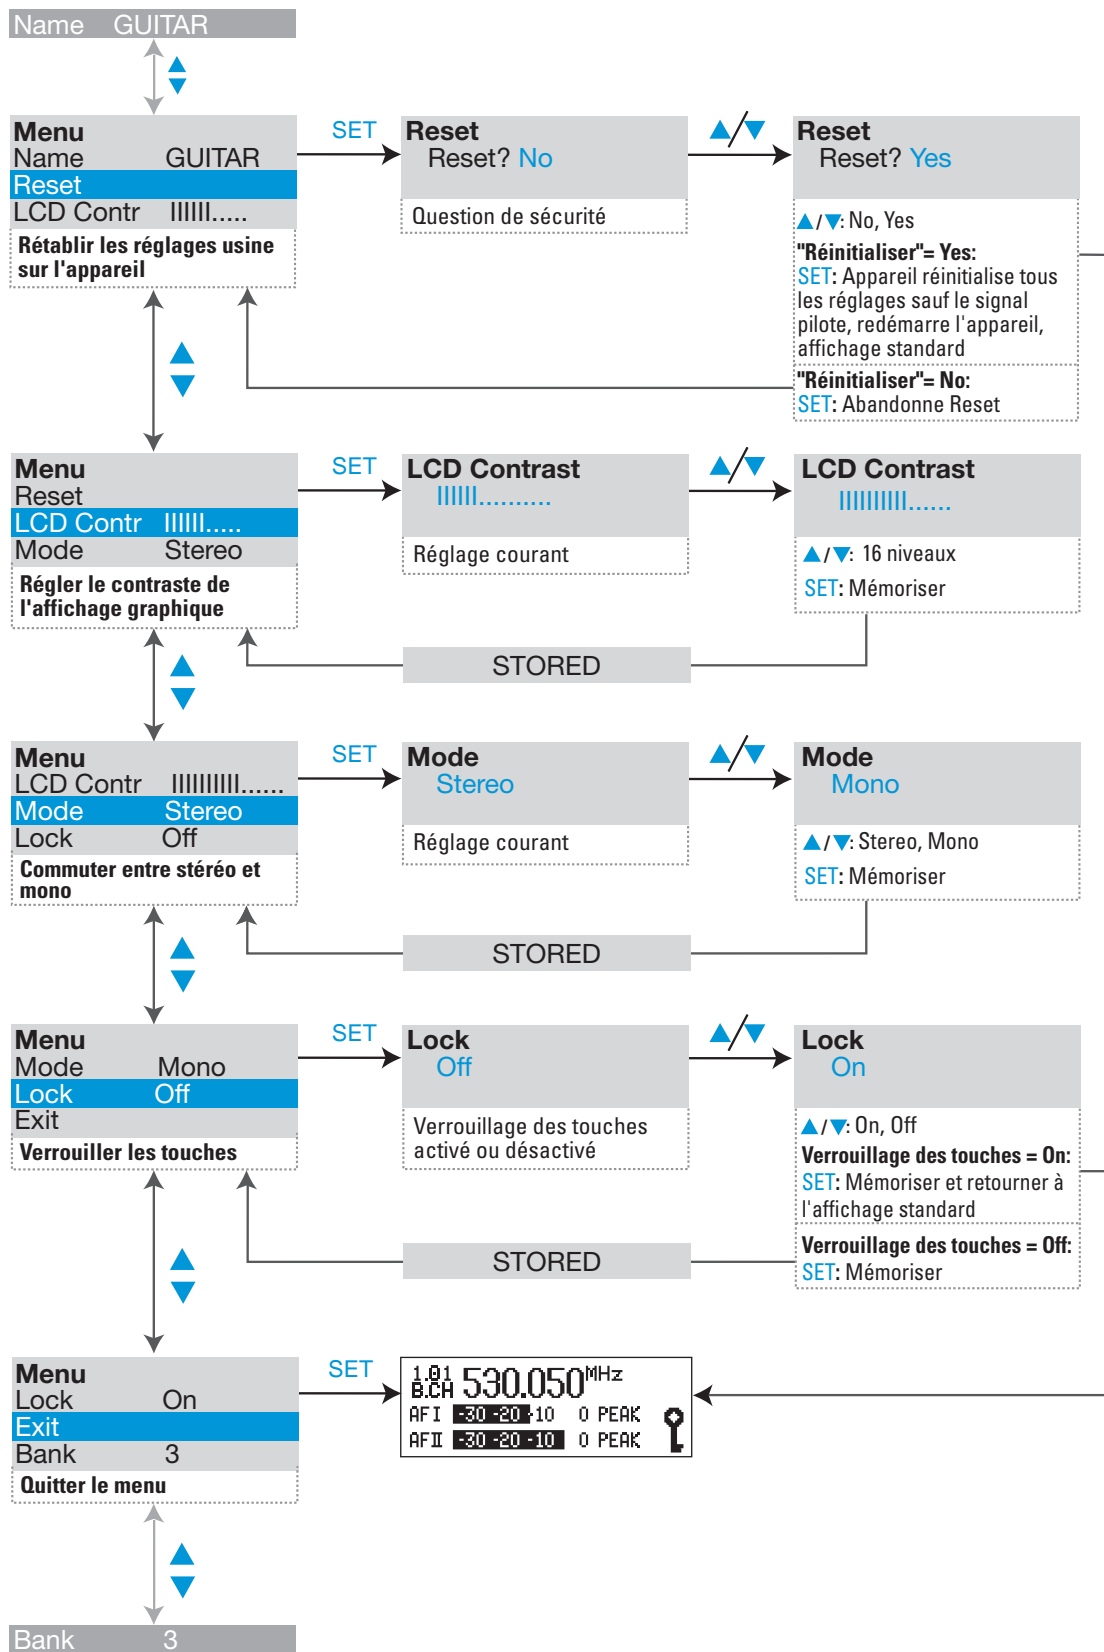 Name GUITAR
Menu
Name GUITAR
Reset
LCD Contr IIIIII.....
Rétablir les réglages usine
sur l'appareil
SET
Reset
Reset? No
Question de sécurité
▲/▼
Reset
Reset? Yes
▲/▼: No, Yes
"Réinitialiser"= Yes:
SET: Appareil réinitialise tous
les réglages sauf le signal
pilote, redémarre l'appareil,
affichage standard
"Réinitialiser"= No:
SET: Abandonne Reset
Menu
Reset
LCD Contr IIIIII.....
Mode Stereo
Régler le contraste de
l'affichage graphique
SET
LCD Contrast
IIIIII..........
Réglage courant
▲/▼
LCD Contrast
IIIIIIIIII......
▲/▼: 16 niveaux
SET: Mémoriser
STORED
Menu
LCD Contr IIIIIIIIII......
Mode Stereo
Lock Off
Commuter entre stéréo et
mono
SET
Mode
Stereo
Réglage courant
▲/▼
Mode
Mono
▲/▼: Stereo, Mono
SET: Mémoriser
STORED
Menu
Mode Mono
Lock Off
Exit
Verrouiller les touches
SET
Lock
Off
Verrouillage des touches
activé ou désactivé
▲/▼
Lock
On
▲/▼: On, Off
Verrouillage des touches = On:
SET: Mémoriser et retourner à
l'affichage standard
Verrouillage des touches = Off:
SET: Mémoriser
STORED
Menu
Lock On
Exit
Bank 3
Quitter le menu
SET
1.01
B.CH 530.050 MHz
AF I -30 -20 -10 0 PEAK
AF II -30 -20 -10 0 PEAK
Bank 3